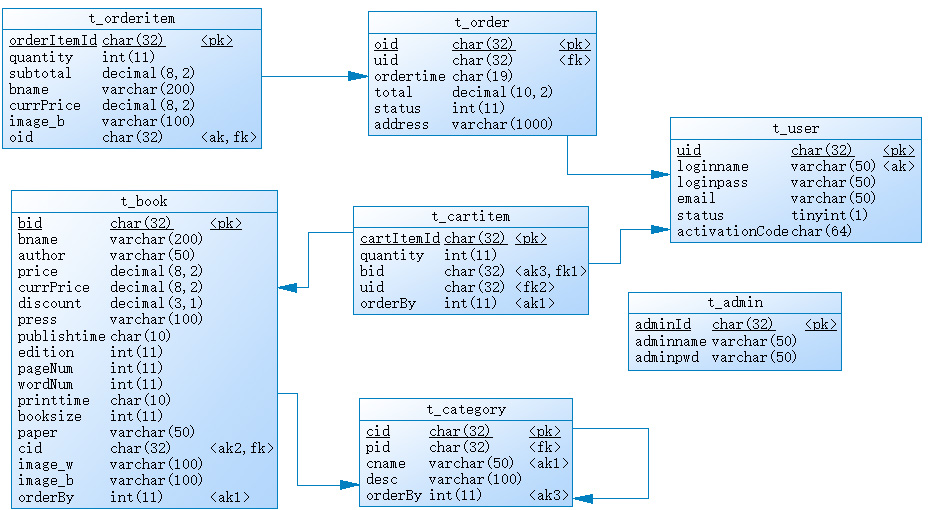 t_orderitem
orderItemId char(32) <pk>
quantity int(11)
subtotal decimal(8,2)
bname varchar(200)
currPrice decimal(8,2)
image_b varchar(100)
oid char(32) <ak,fk>
t_order
oid char(32) <pk>
uid char(32) <fk>
ordertime char(19)
total decimal(10,2)
status int(11)
address varchar(1000)
t_user
uid char(32) <pk>
loginname varchar(50) <ak>
loginpass varchar(50)
email varchar(50)
status tinyint(1)
activationCode char(64)
t_book
bid char(32) <pk>
bname varchar(200)
author varchar(50)
price decimal(8,2)
currPrice decimal(8,2)
discount decimal(3,1)
press varchar(100)
publishtime char(10)
edition int(11)
pageNum int(11)
wordNum int(11)
printtime char(10)
booksize int(11)
paper varchar(50)
cid char(32) <ak2,fk>
image_w varchar(100)
image_b varchar(100)
orderBy int(11) <ak1>
t_cartitem
cartItemId char(32) <pk>
quantity int(11)
bid char(32) <ak3,fk1>
uid char(32) <fk2>
orderBy int(11) <ak1>
t_admin
adminId char(32) <pk>
adminname varchar(50)
adminpwd varchar(50)
t_category
cid char(32) <pk>
pid char(32) <fk>
cname varchar(50) <ak1>
desc varchar(100)
orderBy int(11) <ak3>